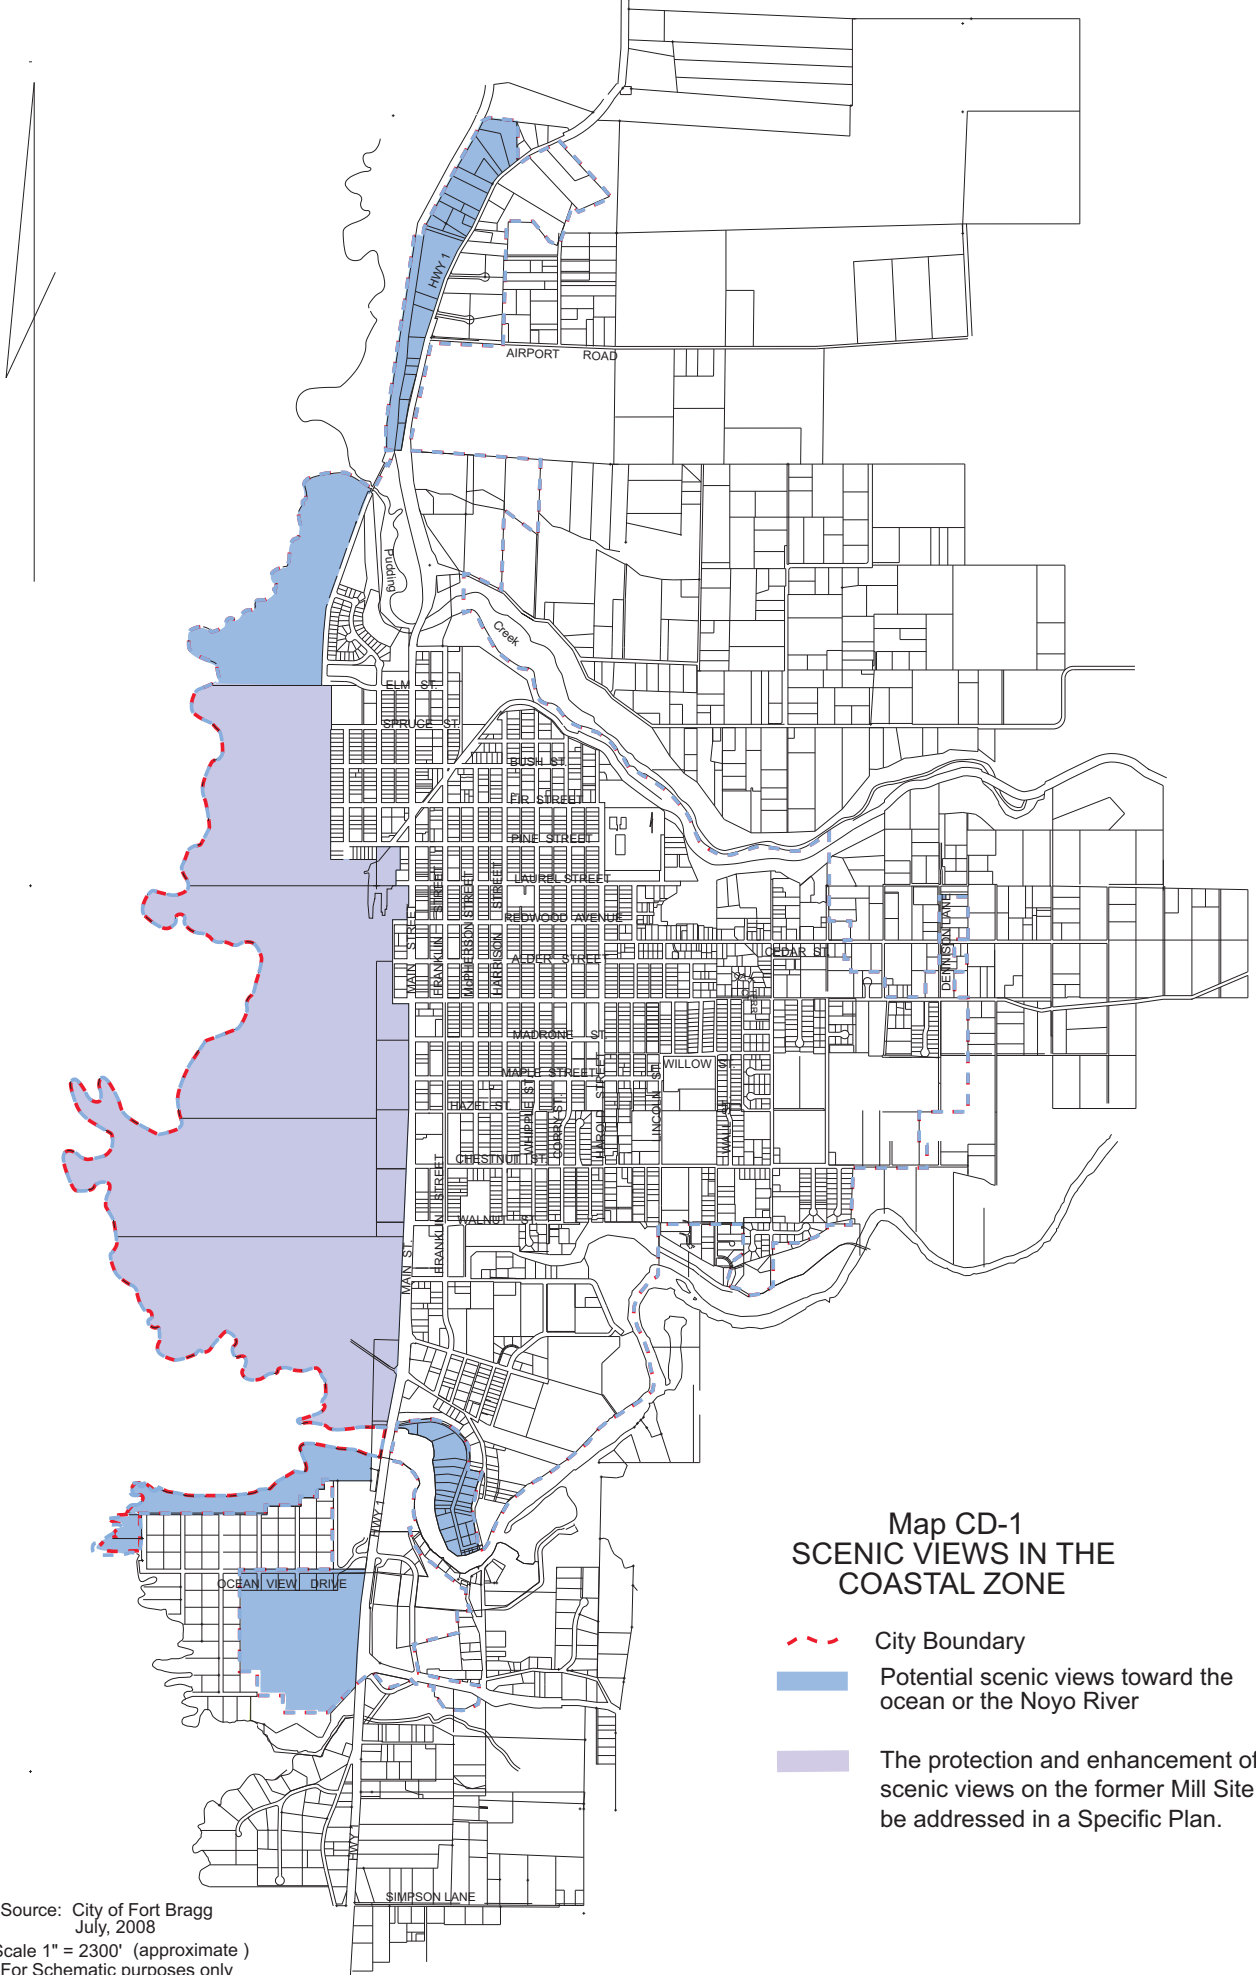 HWY 1
AIRPORT ROAD
Pudding
Creek
ELM ST.
SPRUCE ST.
BUSH ST.
FIR STREET
PINE STREET
LAUREL STREET
REDWOOD AVENUE
CEDAR ST.
ALDER STREET
MAIN STREET
FRANKLIN STREET
McPHERSON STREET
HARRISON STREET
DENNISON LANE
MADRONE ST.
MAPLE STREET
WILLOW ST.
HAZEL ST.
WHIPPLE ST.
CORRY ST.
HAROLD STREET
LINCOLN ST.
WALL ST.
CHESTNUT ST.
WALNUT ST.
FRANKLIN STREET
MAIN ST.
HWY 1
OCEAN VIEW DRIVE
HWY 1
SIMPSON LANE
Map CD-1
SCENIC VIEWS IN THE
COASTAL ZONE
City Boundary
Potential scenic views toward the
ocean or the Noyo River
The protection and enhancement of
scenic views on the former Mill Site
be addressed in a Specific Plan.
Source: City of Fort Bragg
July, 2008
Scale 1" = 2300' (approximate )
For Schematic purposes only